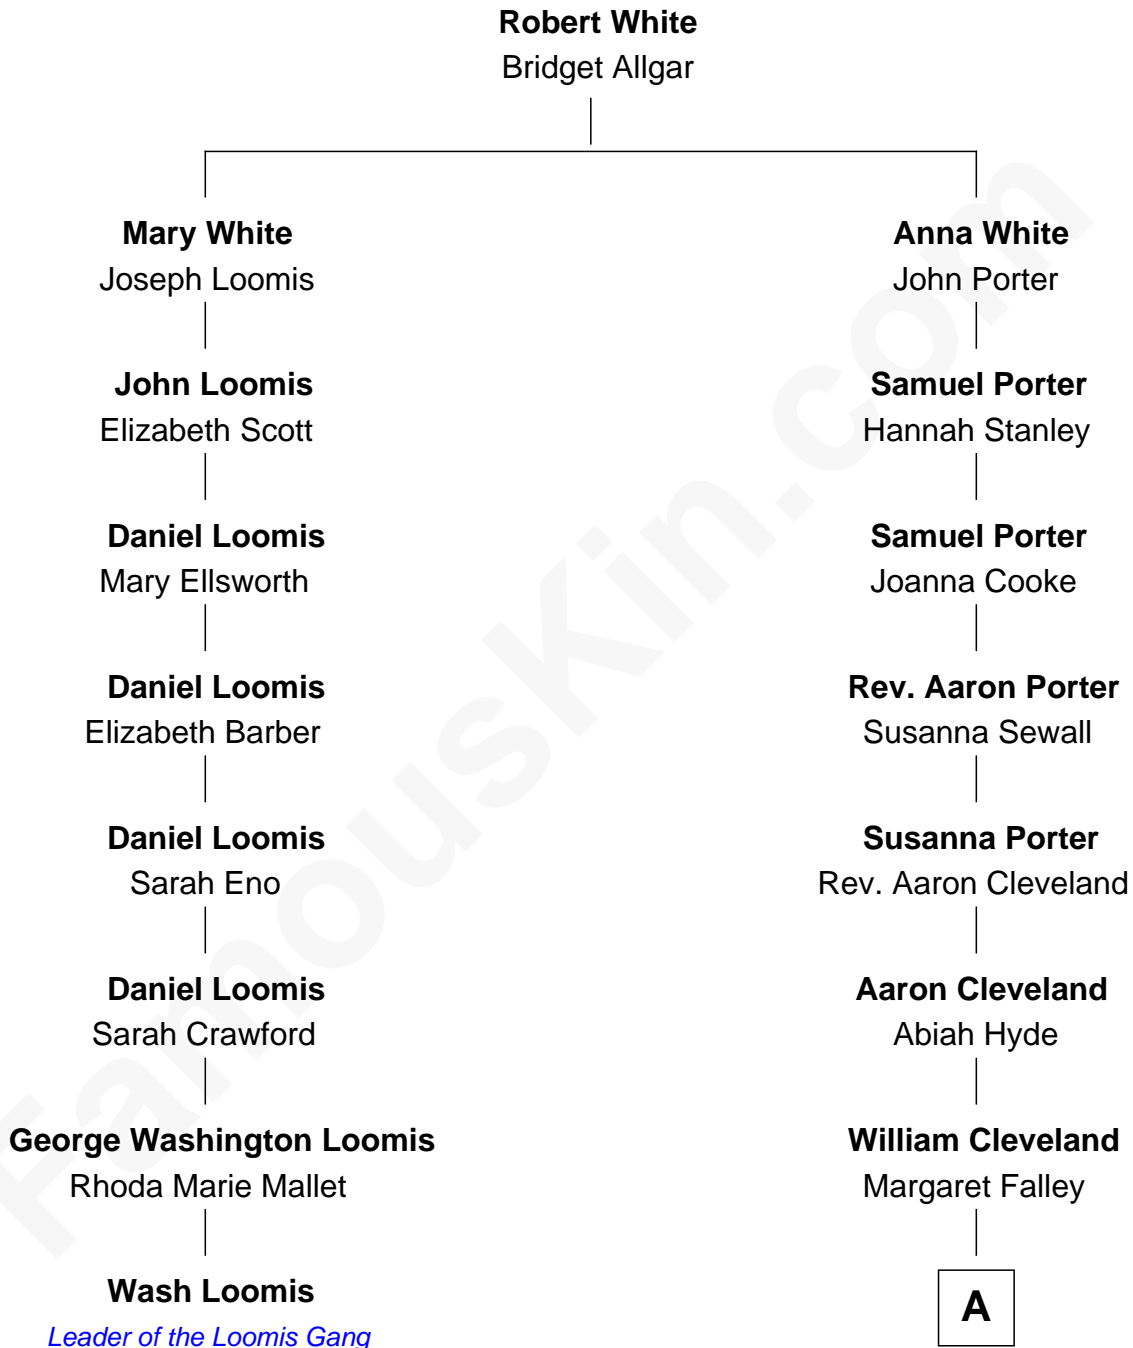 Robert White
Bridget Allgar
Mary White
Joseph Loomis
Anna White
John Porter
John Loomis
Elizabeth Scott
Samuel Porter
Hannah Stanley
Daniel Loomis
Mary Ellsworth
Samuel Porter
Joanna Cooke
Daniel Loomis
Elizabeth Barber
Rev. Aaron Porter
Susanna Sewall
Daniel Loomis
Sarah Eno
Susanna Porter
Rev. Aaron Cleveland
Daniel Loomis
Sarah Crawford
Aaron Cleveland
Abiah Hyde
George Washington Loomis
Rhoda Marie Mallet
William Cleveland
Margaret Falley
Wash Loomis
Leader of the Loomis Gang
A
FamousKin.com